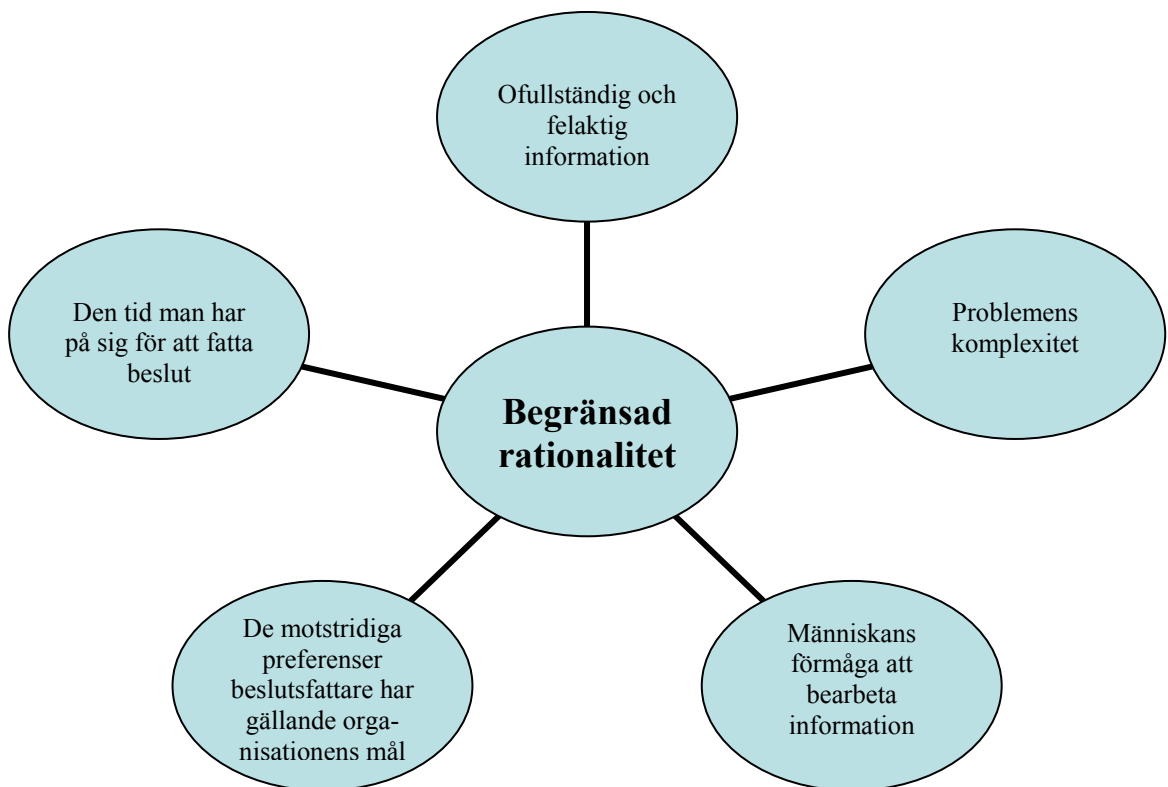 Ofullständig och
felaktig
information
Den tid man har
på sig för att fatta
beslut
Problemens
komplexitet
Begränsad
rationalitet
De motstridiga
preferenser
beslutsfattare har
gällande orga-
nisationens mål
Människans
förmåga att
bearbeta
information